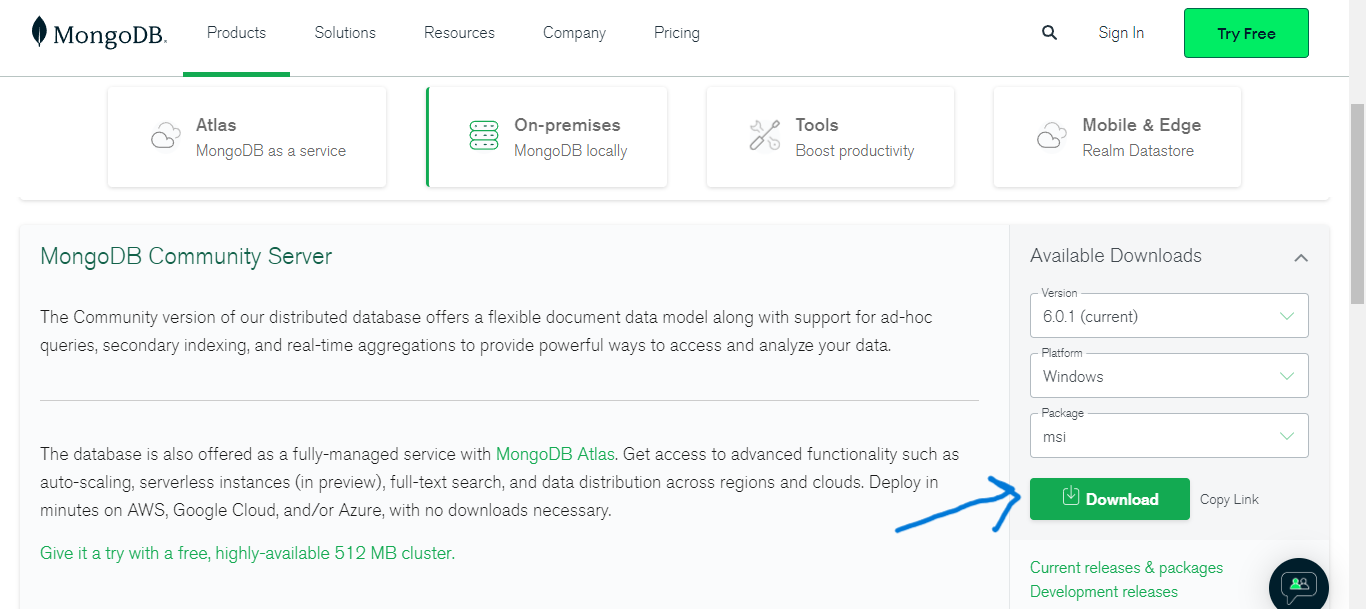 MongoDB.
Products
Solutions
Resources
Company
Pricing
Sign In
Try Free
Atlas
MongoDB as a service
On-premises
MongoDB locally
Tools
Boost productivity
Mobile & Edge
Realm Datastore
MongoDB Community Server
The Community version of our distributed database offers a flexible document data model along with support for ad-hoc
queries, secondary indexing, and real-time aggregations to provide powerful ways to access and analyze your data.
The database is also offered as a fully-managed service with MongoDB Atlas. Get access to advanced functionality such as
auto-scaling, serverless instances (in preview), full-text search, and data distribution across regions and clouds. Deploy in
minutes on AWS, Google Cloud, and/or Azure, with no downloads necessary.
Give it a try with a free, highly-available 512 MB cluster.
Available Downloads
Version
6.0.1 (current)
Platform
Windows
Package
msi
Download
Copy Link
Current releases & packages
Development releases